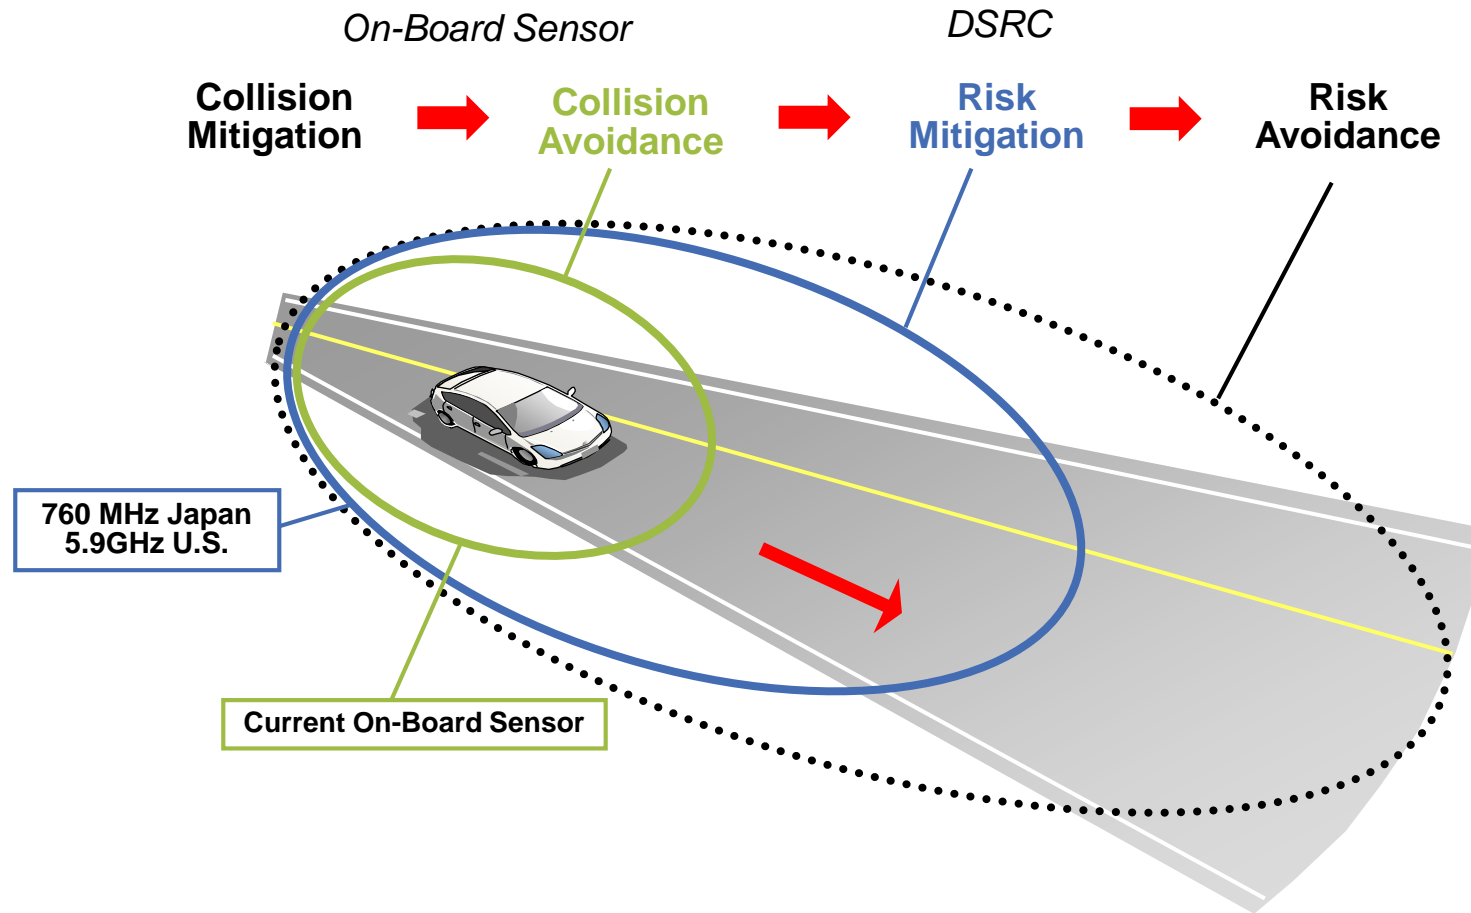 On-Board Sensor
DSRC
Collision
Mitigation
Collision
Avoidance
Risk
Mitigation
Risk
Avoidance
760 MHz Japan
5.9GHz U.S.
Current On-Board Sensor